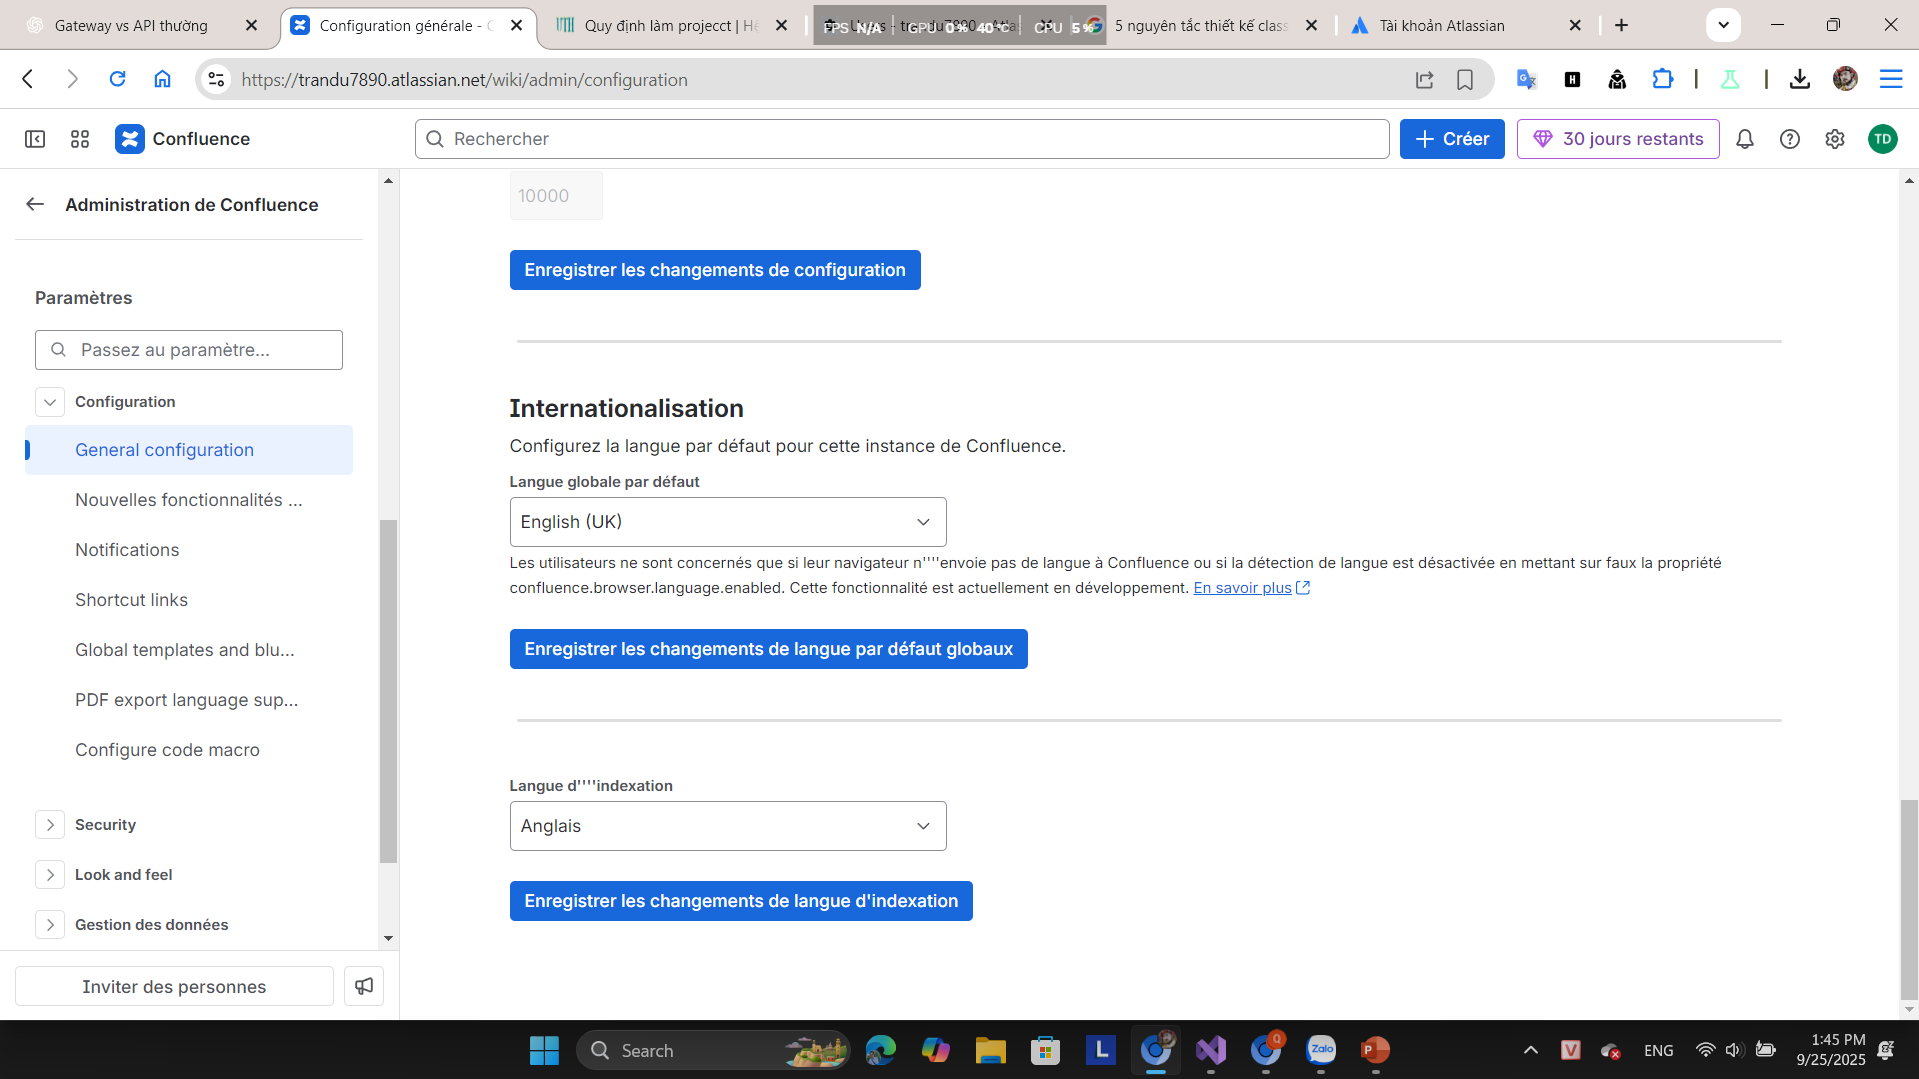 Gateway vs API thường
Configuration générale - C
Quy định làm projecct | Hé
FPS N/A GPU 0% 40°C CPU 5%
5 nguyên tắc thiết kế class
Tài khoản Atlassian
https://trandu7890.atlassian.net/wiki/admin/configuration
Confluence
Rechercher
Créer
30 jours restants
TD
Administration de Confluence
Paramètres
Passez au paramètre...
Configuration
General configuration
Nouvelles fonctionnalités ...
Notifications
Shortcut links
Global templates and blu...
PDF export language sup...
Configure code macro
Security
Look and feel
Gestion des données
Inviter des personnes
10000
Enregistrer les changements de configuration
Internationalisation
Configurez la langue par défaut pour cette instance de Confluence.
Langue globale par défaut
English (UK)
Les utilisateurs ne sont concernés que si leur navigateur n''''envoie pas de langue à Confluence ou si la détection de langue est désactivée en mettant sur faux la propriété
confluence.browser.language.enabled. Cette fonctionnalité est actuellement en développement. En savoir plus
Enregistrer les changements de langue par défaut globaux
Langue d''''indexation
Anglais
Enregistrer les changements de langue d'indexation
Search
L
Zalo
P
V
ENG
1:45 PM
9/25/2025